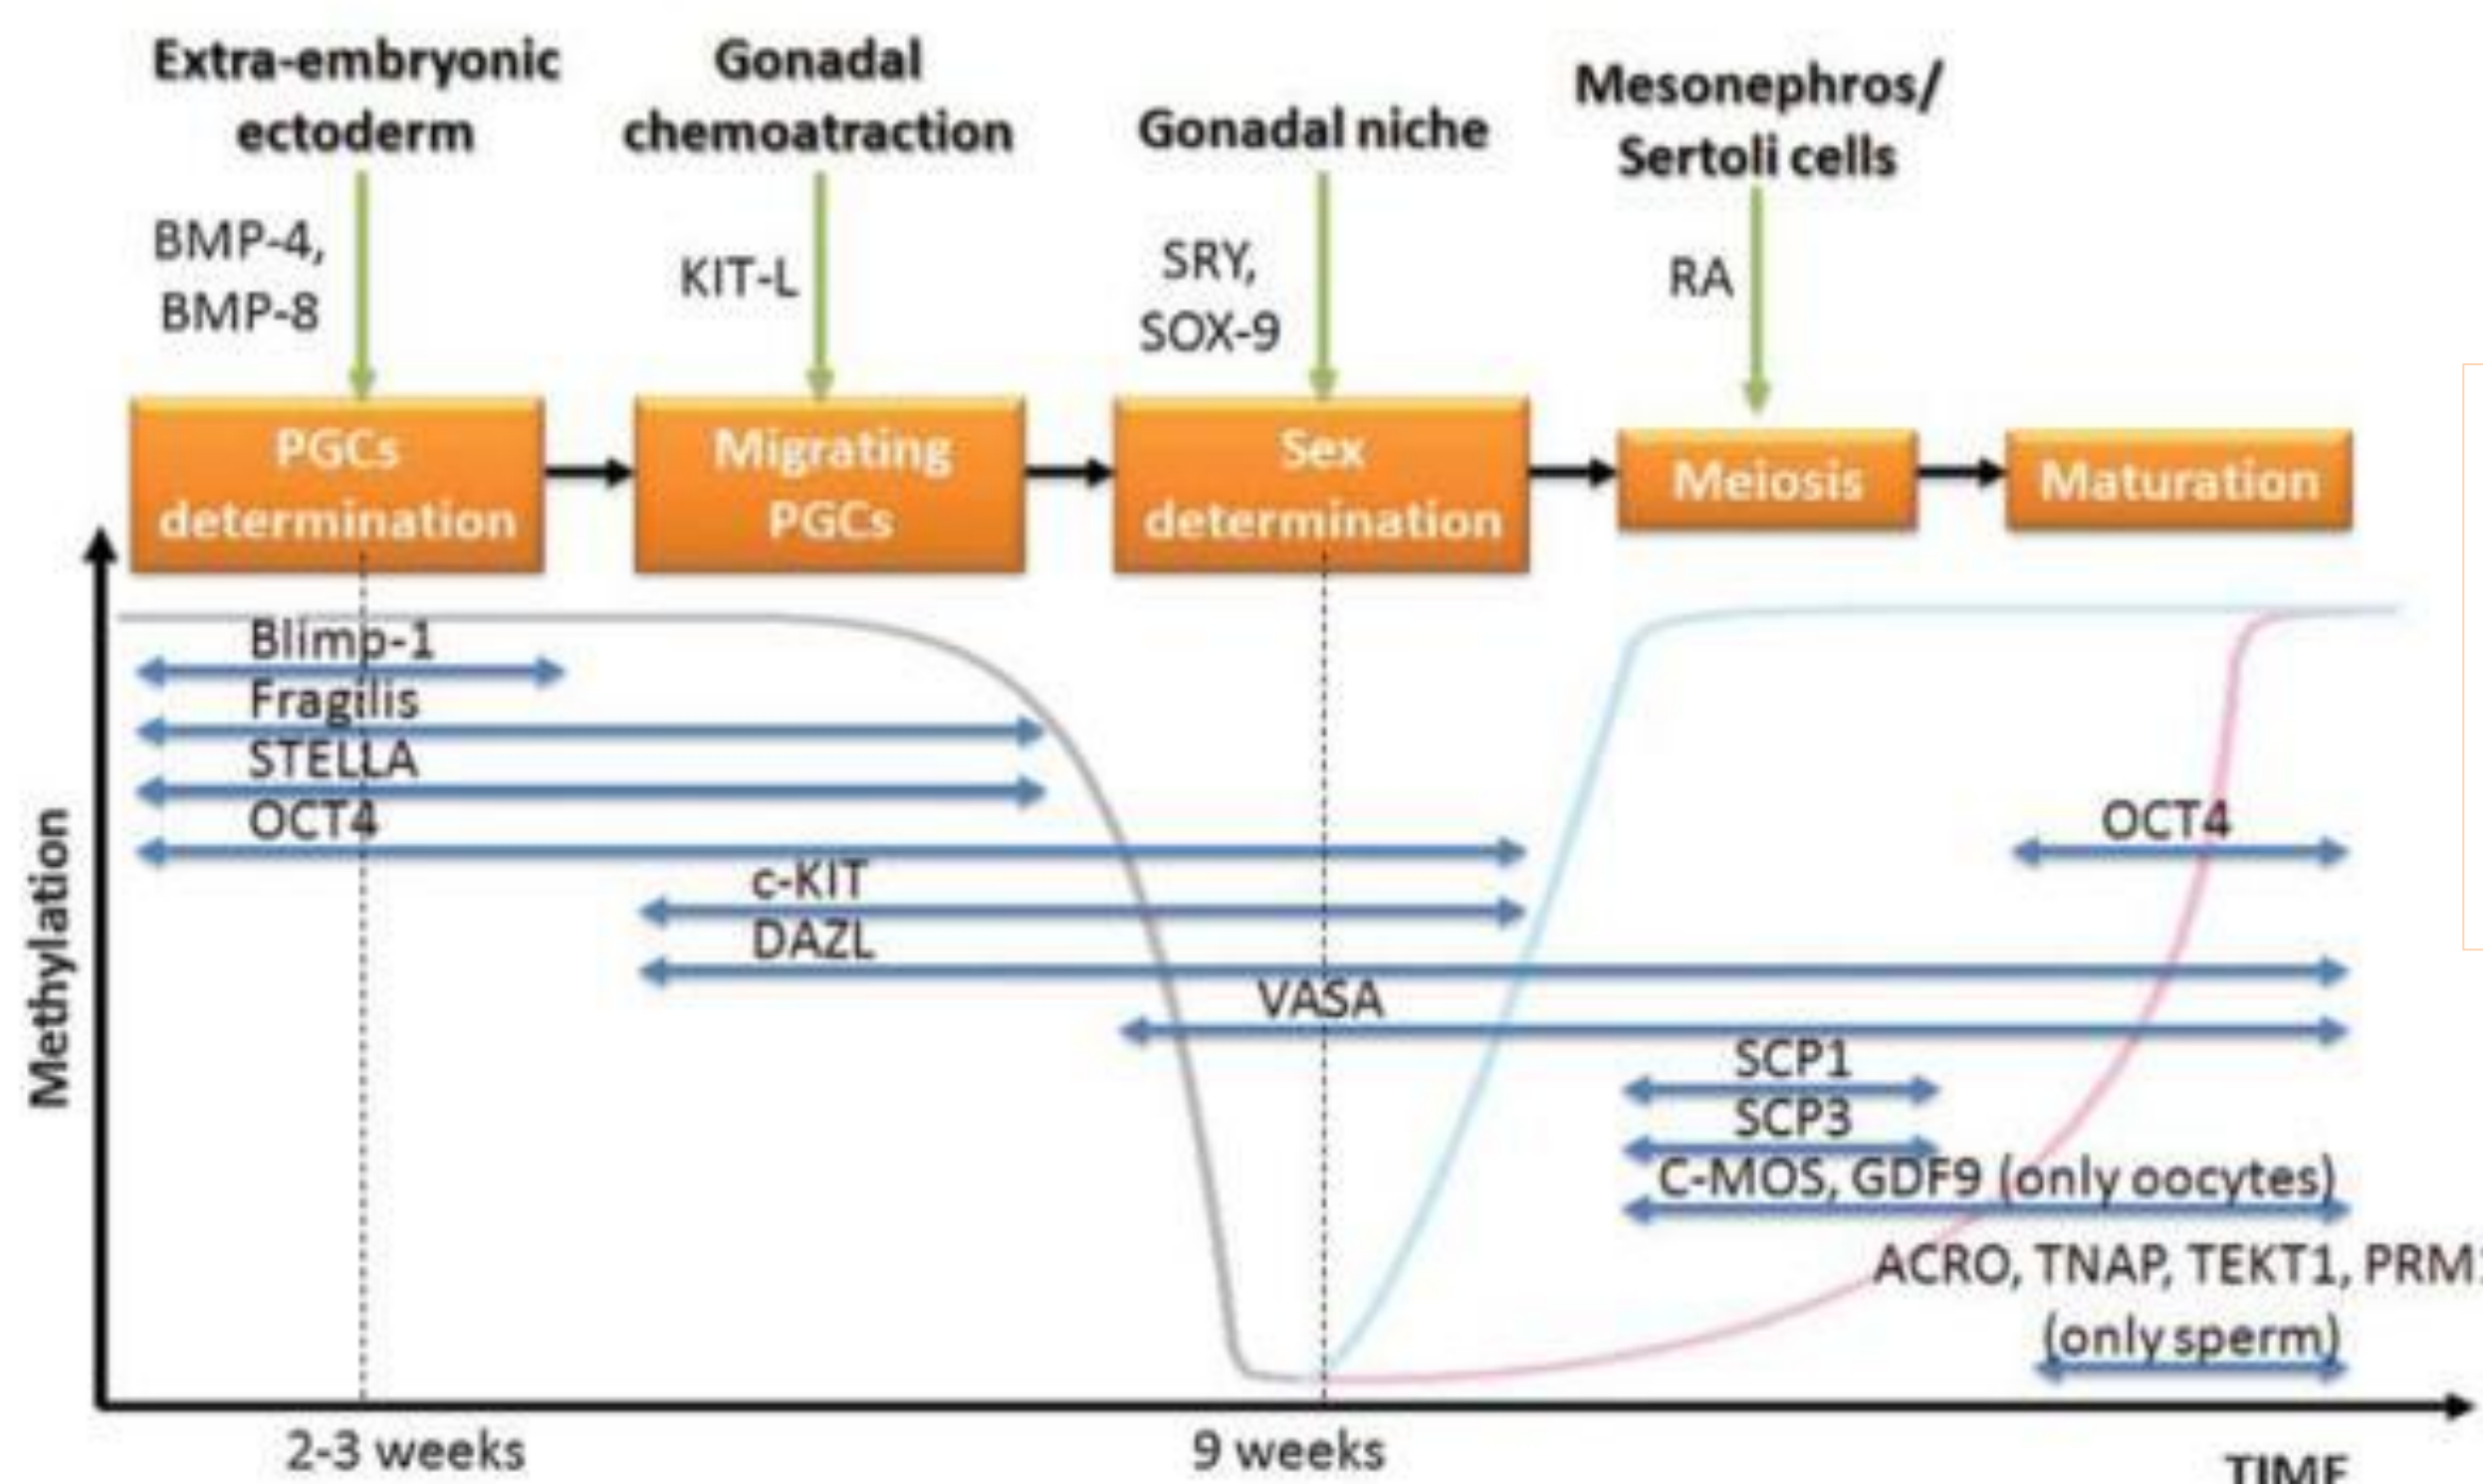 Extra-embryonic
ectoderm
Gonadal
chemoatraction
Gonadal niche
Mesonephros/
Sertoli cells
BMP-4,
BMP-8
KIT-L
SRY,
SOX-9
RA
PGCs
determination
Migrating
PGCs
Sex
determination
Meiosis
Maturation
Methylation
Blimp-1
Fragilis
STELLA
OCT4
OCT4
c-KIT
DAZL
VASA
SCP1
SCP3
C-MOS, GDF9 (only oocytes)
ACRO, TNAP, TEKT1, PRM1
(only sperm)
2-3 weeks
9 weeks
TIME